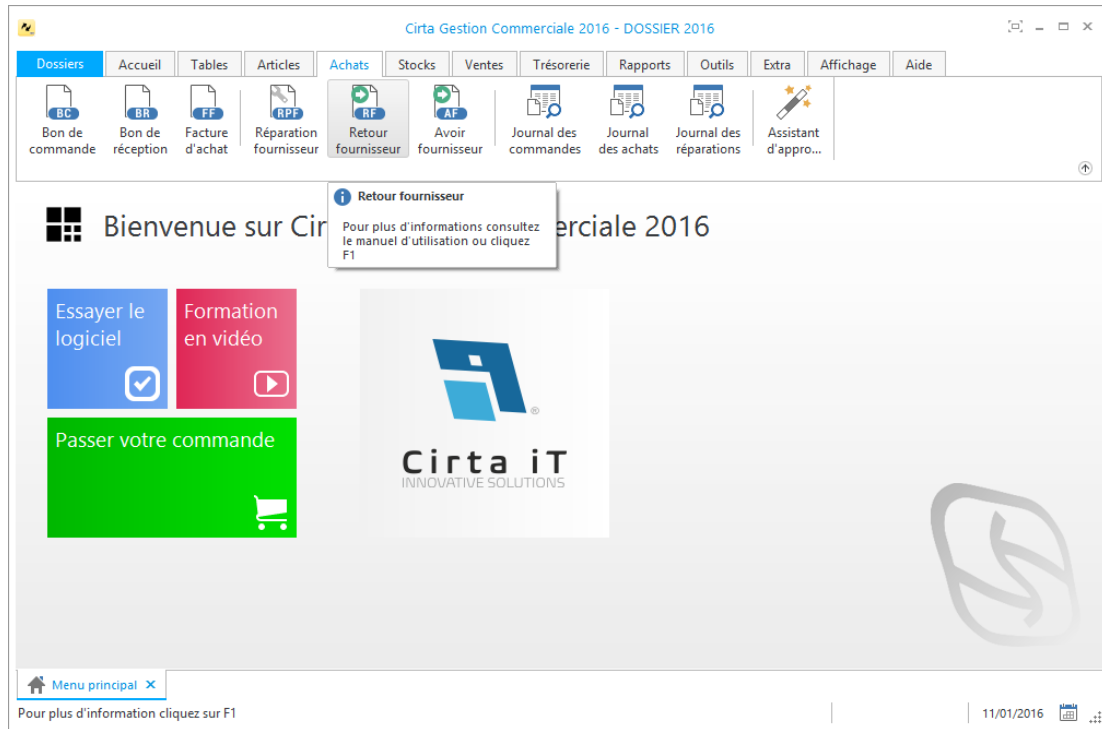 Cirta Gestion Commerciale 2016 - DOSSIER 2016
Dossiers Accueil Tables Articles Achats Stocks Ventes Trésorerie Rapports Outils Extra Affichage Aide
BC BR FF RPF RF AF
Bon de commande
Bon de réception
Facture d'achat
Réparation fournisseur
Retour fournisseur
Avoir fournisseur
Journal des commandes
Journal des achats
Journal des réparations
Assistant d'appro...
Retour fournisseur
Pour plus d'informations consultez
le manuel d'utilisation ou cliquez
F1
Bienvenue sur Cir erciale 2016
Essayer le
logiciel
Formation
en vidéo
Passer votre commande
Cirta iT
INNOVATIVE SOLUTIONS
Menu principal
Pour plus d'information cliquez sur F1
11/01/2016